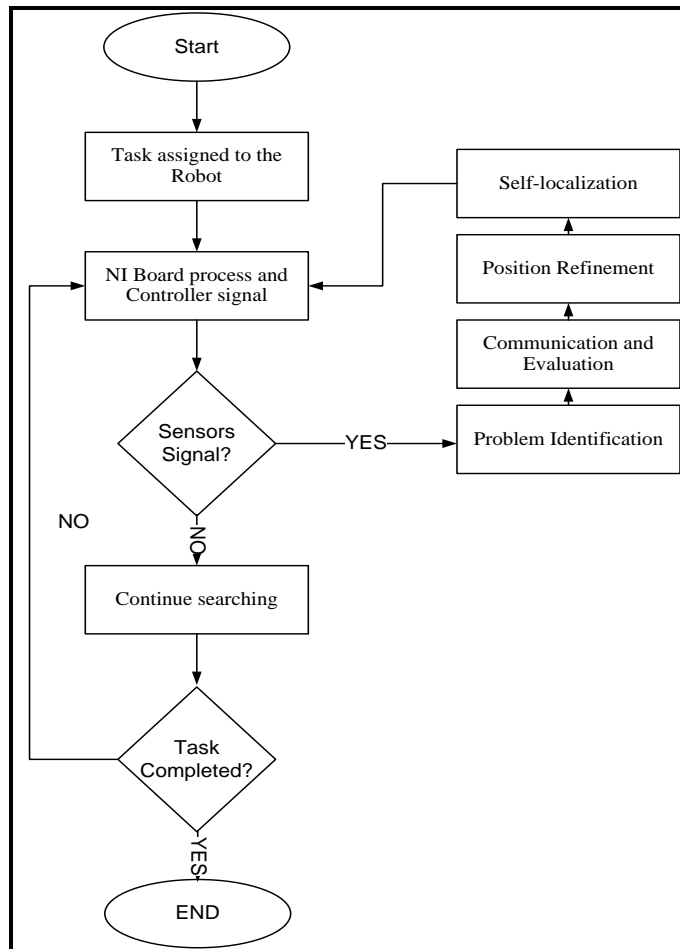 Start
Task assigned to the
Robot
NI Board process and
Controller signal
Sensors
Signal?
YES
Problem Identification
Communication and
Evaluation
Position Refinement
Self-localization
NO
NO
Continue searching
Task
Completed?
YES
END